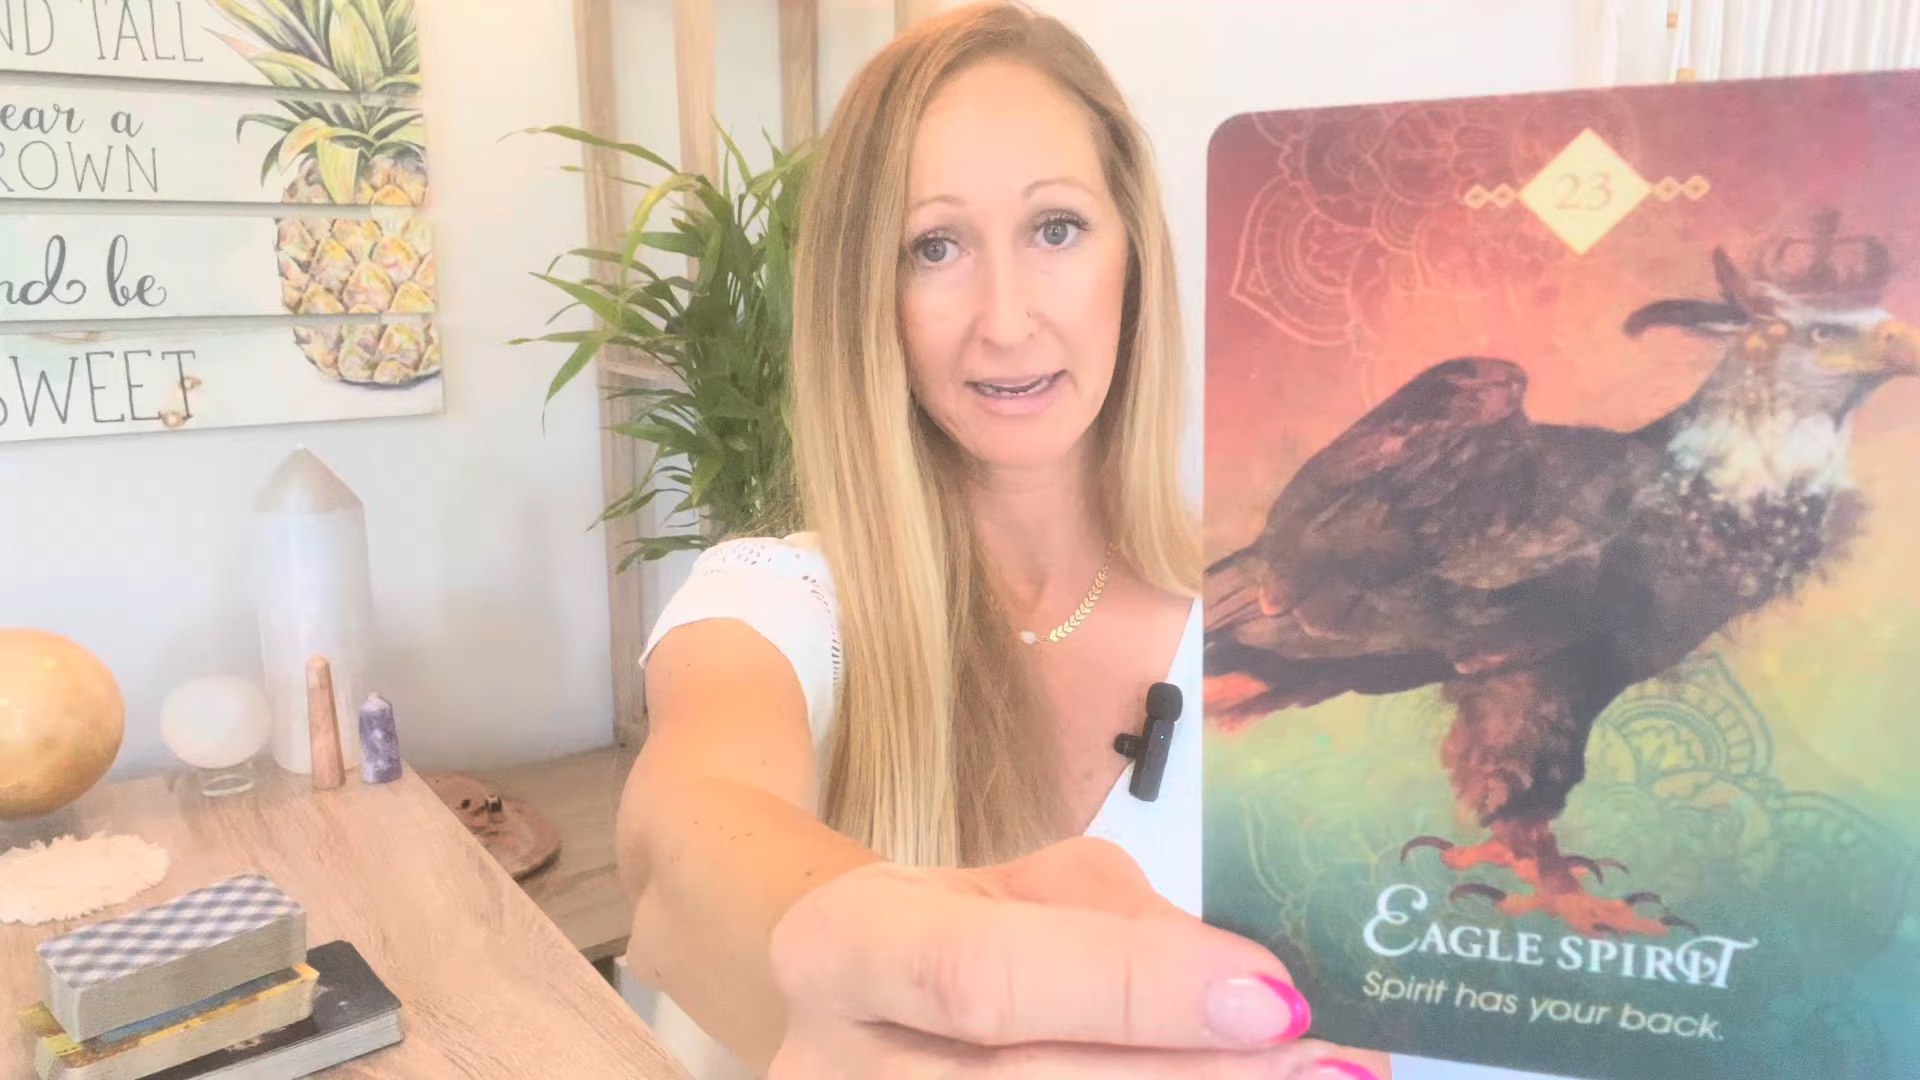 ND TALL
ear a
ROWN
nd be
SWEET
23
EAGLE SPIRIT
Spirit has your back.